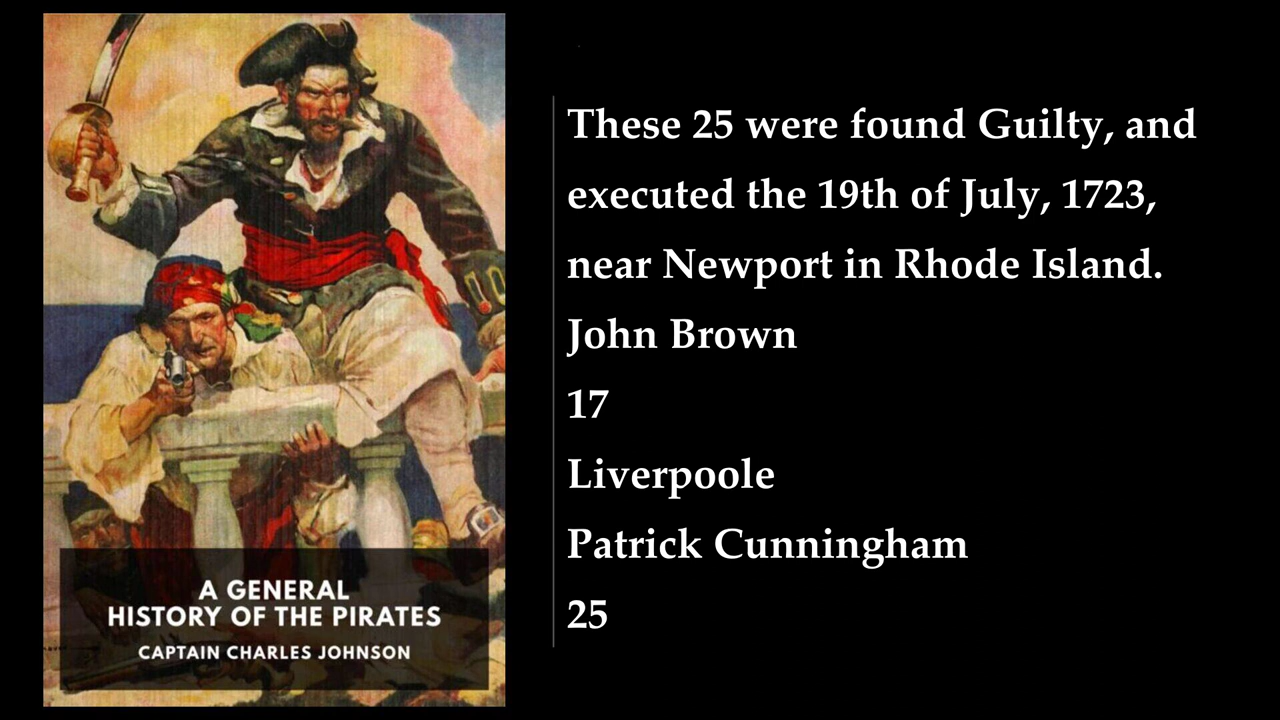 These 25 were found Guilty, and
executed the 19th of July, 1723,
near Newport in Rhode Island.
John Brown
17
Liverpoole
Patrick Cunningham
25
A GENERAL
HISTORY OF THE PIRATES
CAPTAIN CHARLES JOHNSON